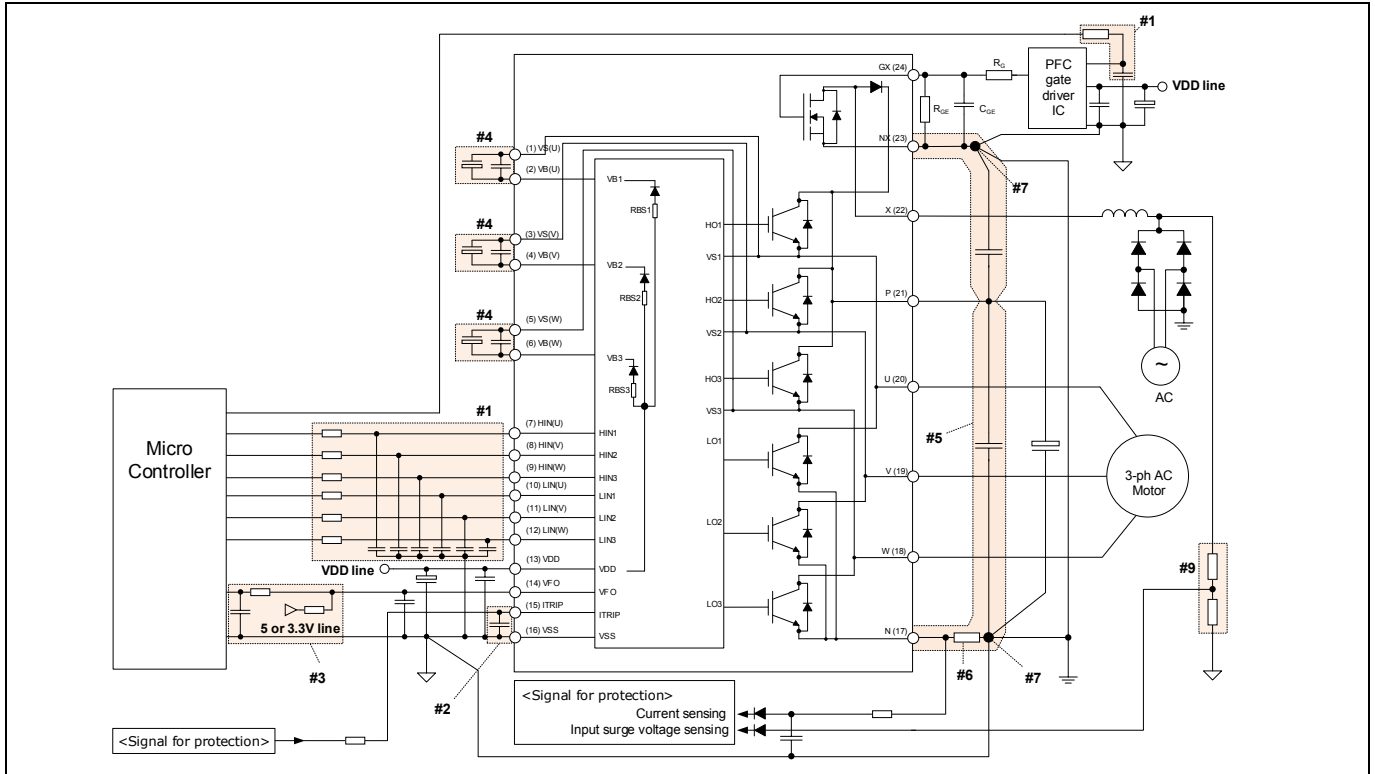 #1
GX (24)
RG
PFC
gate
driver
IC
VDD line
RGE
CGE
#4
(1) VS(U)
(2) VB(U)
VB1
RBS1
NX (23)
#7
HO1
VS1
X (22)
#4
(3) VS(V)
(4) VB(V)
VB2
RBS2
HO2
VS2
P (21)
#4
(5) VS(W)
(6) VB(W)
VB3
RBS3
HO3
VS3
U (20)
~
AC
Micro
Controller
#1
(7) HIN(U)
(8) HIN(V)
(9) HIN(W)
(10) LIN(U)
(11) LIN(V)
(12) LIN(W)
HIN1
HIN2
HIN3
LIN1
LIN2
LIN3
LO1
#5
V (19)
3-ph AC
Motor
LO2
W (18)
VDD line
(13) VDD
(14) VFO
(15) ITRIP
(16) VSS
VDD
VFO
ITRIP
VSS
LO3
N (17)
#9
5 or 3.3V line
#3
#2
#6
#7
<Signal for protection>
Current sensing
Input surge voltage sensing
<Signal for protection>